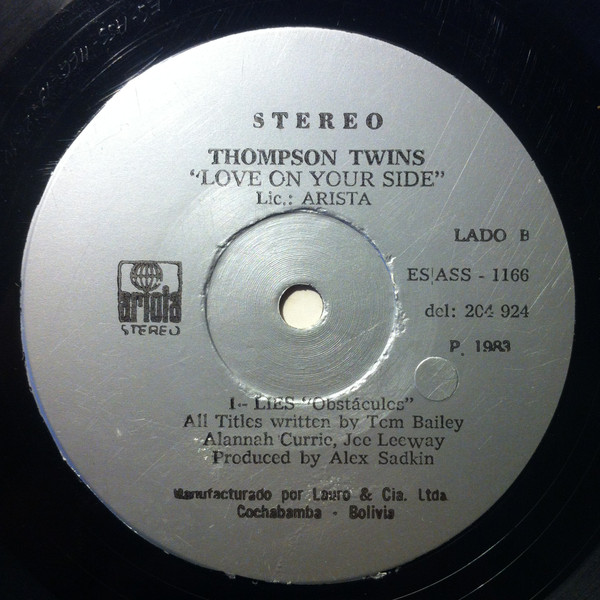 STEREO
THOMPSON TWINS
"LOVE ON YOUR SIDE"
Lic.: ARISTA
LADO B
ES|ASS - 1166
del: 204 924
P. 1983
ariola
STEREO
1.- LIES "Obstáculos"
All Titles written by Tom Bailey
Alannah Currie, Joe Leeway
Produced by Alex Sadkin
Manufacturado por Lauro & Cia. Ltda.
Cochabamba - Bolivia